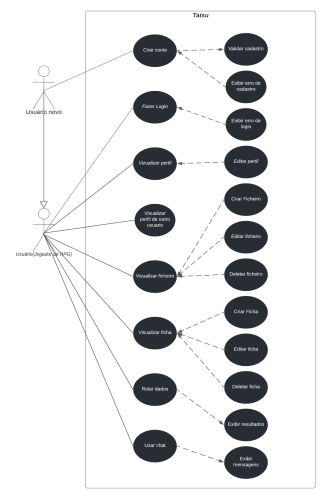 Tatsu
Criar conta
Validar cadastro
Exibir erro de
cadastro
Usuário novo
Fazer Login
Exibir erro de
login
Vizualizar perfil
Editar perfil
Visualizar
perfil de outro
usuario
Criar Ficheiro
Editar ficheiro
Usuário(Jogador de RPG)
Visualizar ficheiro
Deletar ficheiro
Criar Ficha
Visualizar ficha
Editar ficha
Rolar dados
Deletar ficha
Exibir resultados
Usar chat
Exibir
mensagens